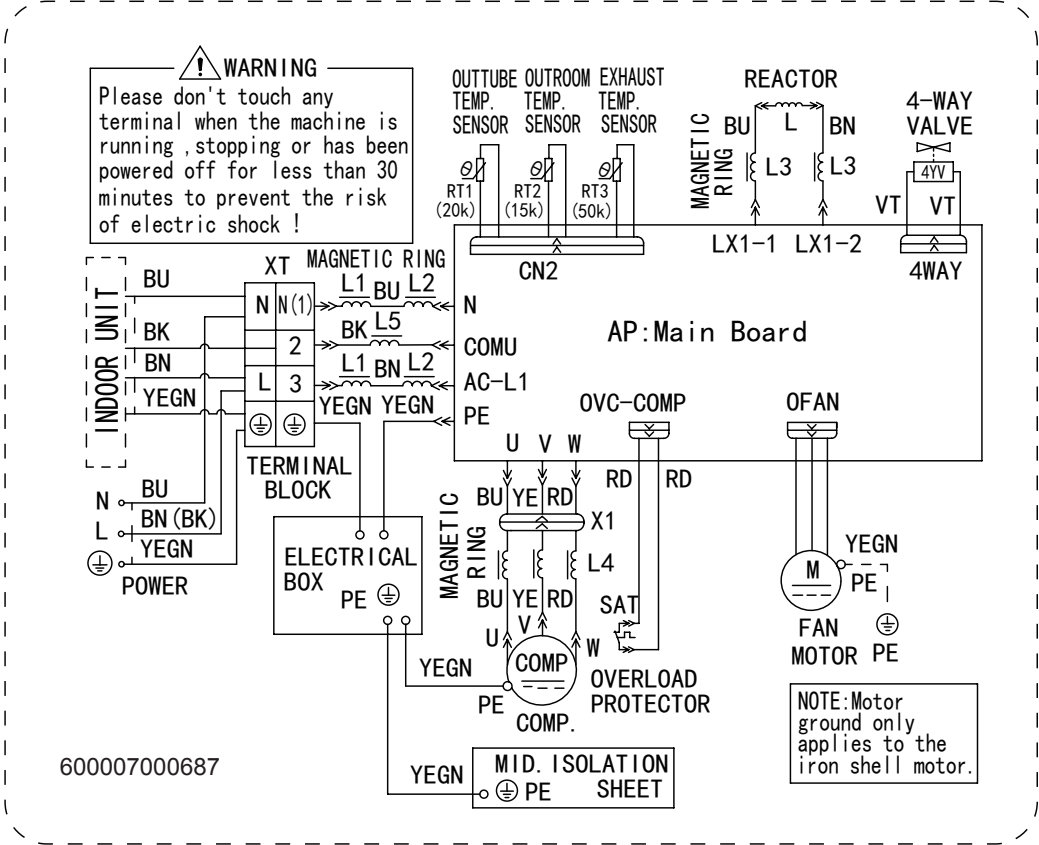 WARNING
Please don't touch any
terminal when the machine is
running ,stopping or has been
powered off for less than 30
minutes to prevent the risk
of electric shock !
OUTTUBE
TEMP.
SENSOR
OUTROOM
TEMP.
SENSOR
EXHAUST
TEMP.
SENSOR
θ
RT1
(20k)
θ
RT2
(15k)
θ
RT3
(50k)
CN2
REACTOR
L
MAGNETIC
RING
BU
BN
L3
L3
LX1-1
LX1-2
4-WAY
VALVE
4YV
VT
VT
4WAY
INDOOR UNIT
BU
BK
BN
YEGN
XT
N
N(1)
2
L
3
TERMINAL
BLOCK
MAGNETIC RING
L1
BU
L2
N
BK
L5
COMU
L1
BN
L2
AC-L1
YEGN
YEGN
PE
AP:Main Board
OVC-COMP
OFAN
U
V
W
RD
RD
N
BU
L
BN(BK)
YEGN
POWER
ELECTRICAL
BOX
PE
MAGNETIC
RING
BU
YE
RD
X1
L4
BU
YE
RD
U
V
W
SAT
COMP
PE
COMP.
OVERLOAD
PROTECTOR
YEGN
M
FAN
MOTOR
YEGN
PE
PE
NOTE:Motor
ground only
applies to the
iron shell motor.
YEGN
MID. ISOLATION
SHEET
PE
600007000687